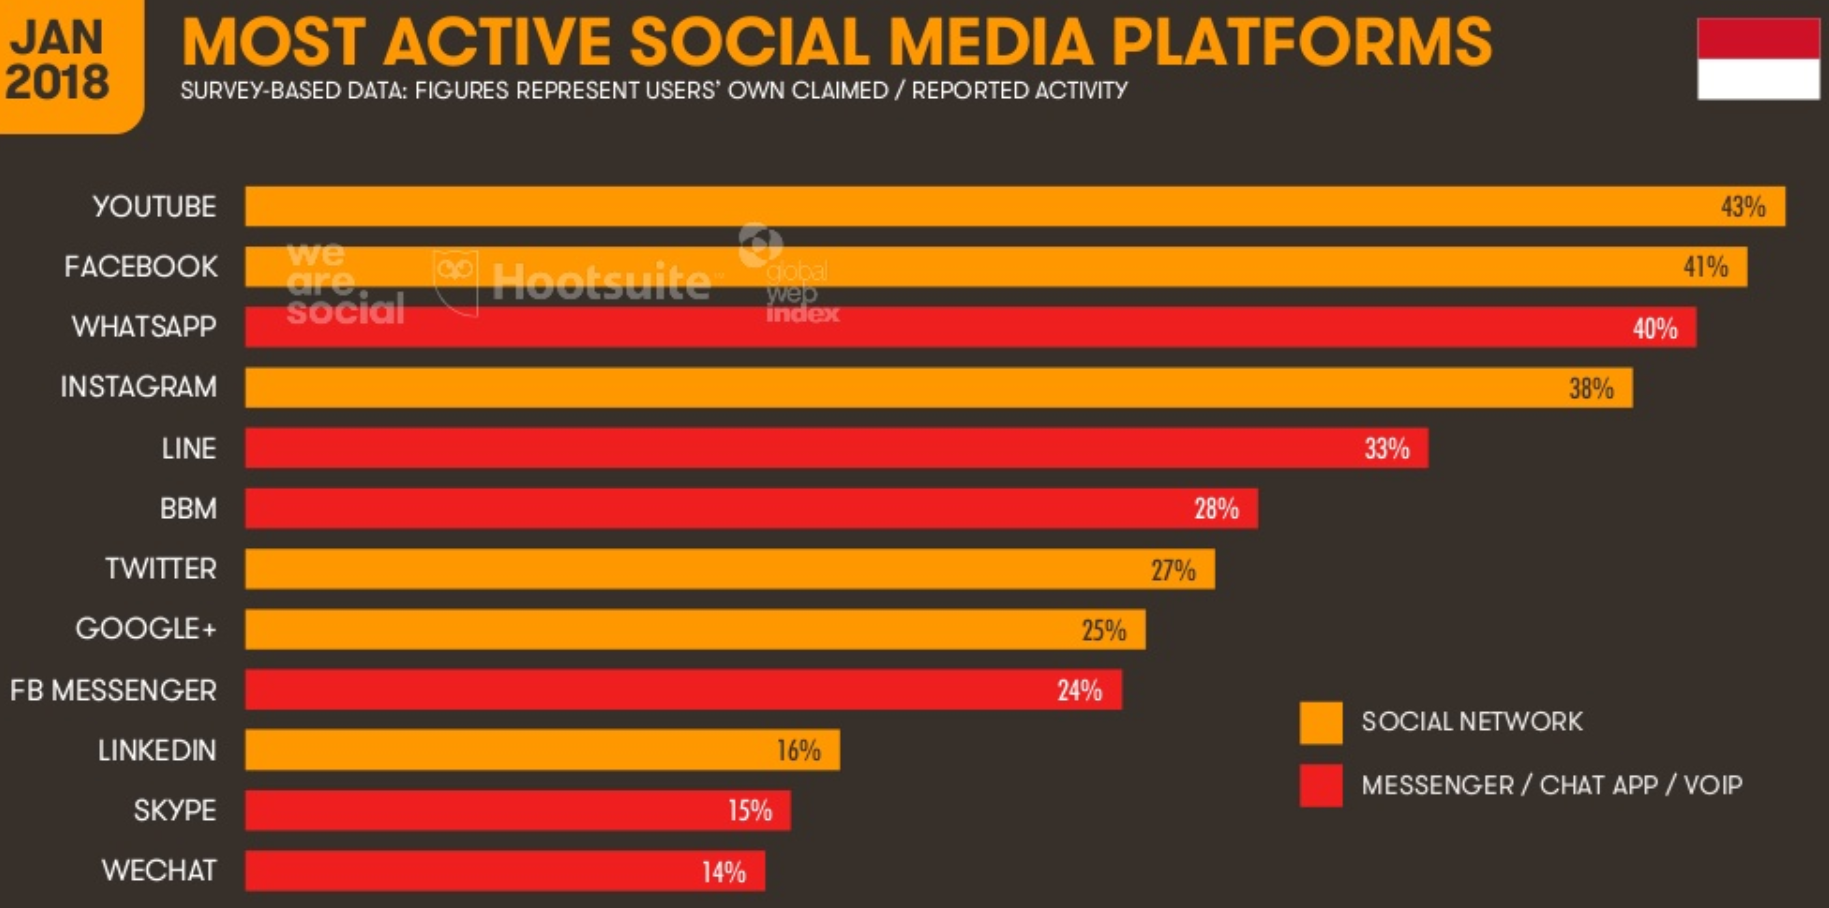 JAN
2018
MOST ACTIVE SOCIAL MEDIA PLATFORMS
SURVEY-BASED DATA: FIGURES REPRESENT USERS' OWN CLAIMED / REPORTED ACTIVITY
YOUTUBE 43%
FACEBOOK 41%
we
are
social
Hootsuite
global
web
index
WHATSAPP 40%
INSTAGRAM 38%
LINE 33%
BBM 28%
TWITTER 27%
GOOGLE+ 25%
FB MESSENGER 24%
LINKEDIN 16%
SKYPE 15%
WECHAT 14%
SOCIAL NETWORK
MESSENGER / CHAT APP / VOIP